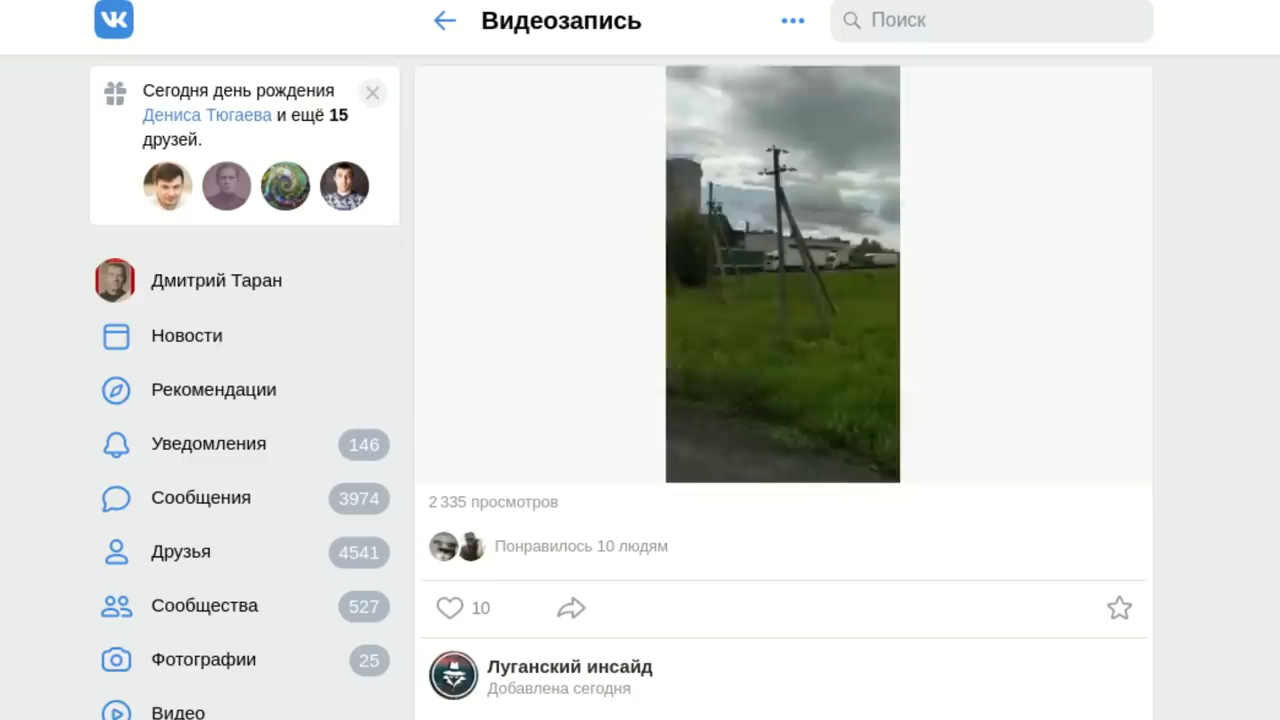 Видеозапись
Поиск
Сегодня день рождения
Дениса Тюгаева и ещё 15
друзей.
Дмитрий Таран
Новости
Рекомендации
Уведомления 146
Сообщения 3974
Друзья 4541
Сообщества 527
Фотографии 25
Видео
2 335 просмотров
Понравилось 10 людям
10
Луганский инсайд
Добавлена сегодня